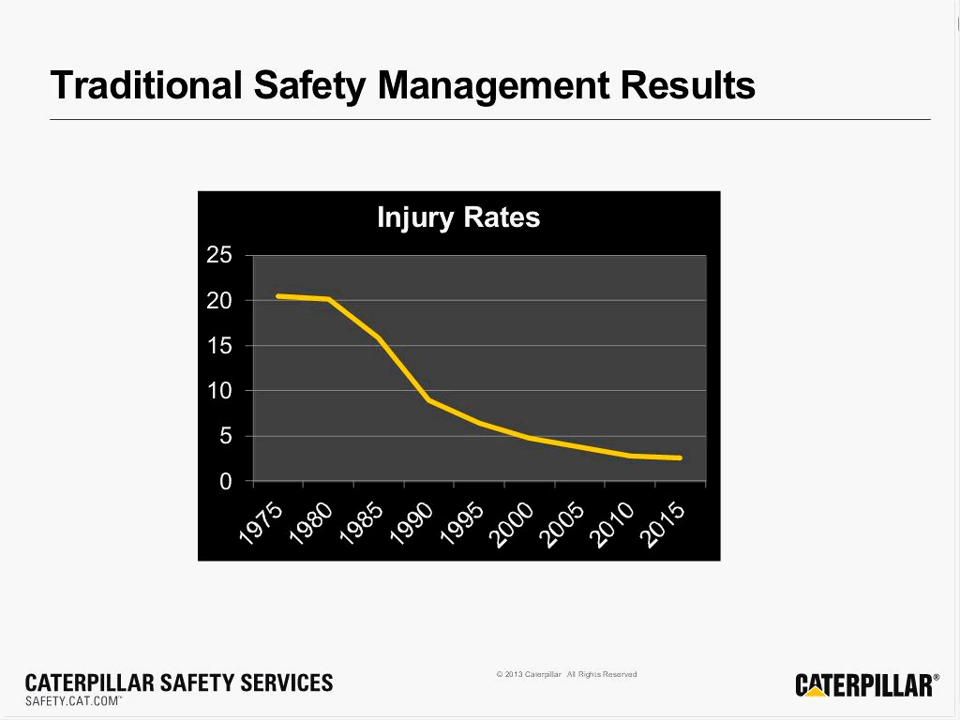 Traditional Safety Management Results
Injury Rates
25
20
15
10
5
0
1975 1980 1985 1990 1995 2000 2005 2010 2015
CATERPILLAR SAFETY SERVICES
SAFETY.CAT.COM™
© 2013 Caterpillar All Rights Reserved
CATERPILLAR®